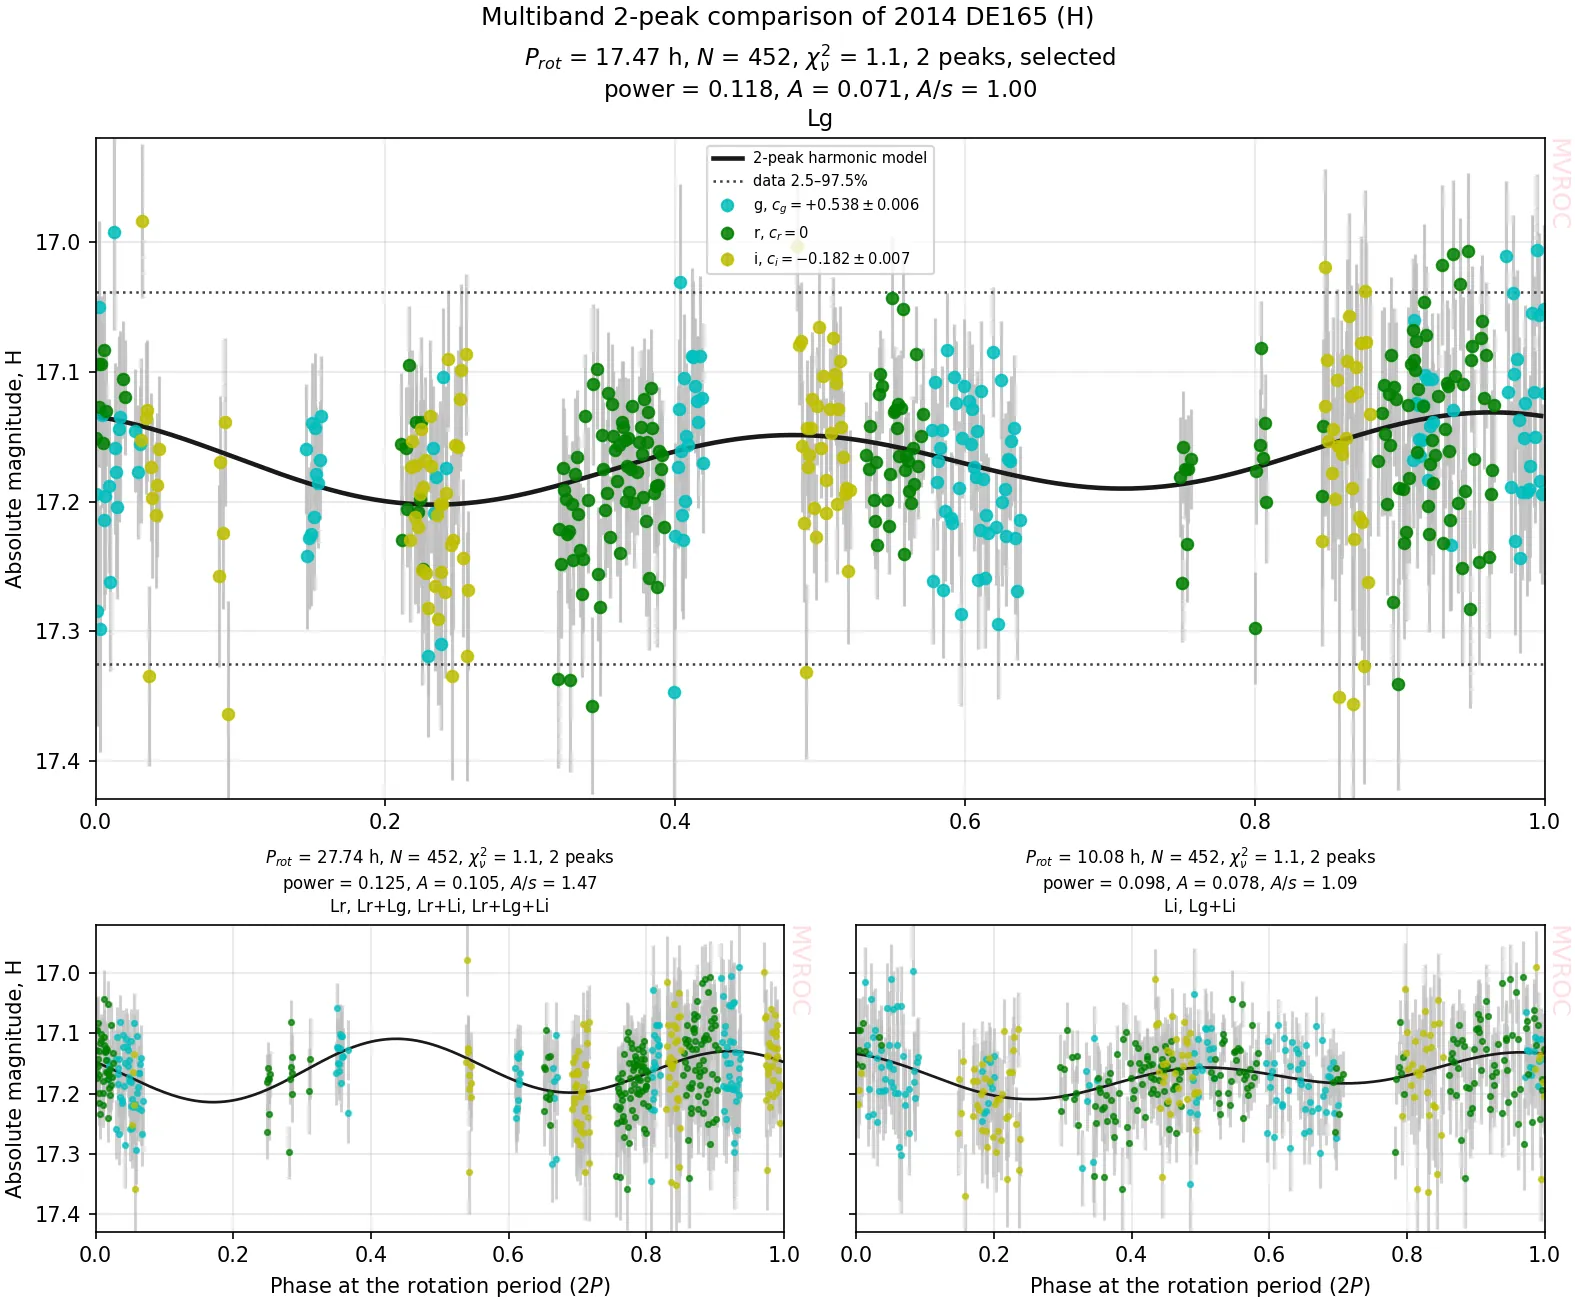 Multiband 2-peak comparison of 2014 DE165 (H)
P_rot = 17.47 h, N = 452, χ²_ν = 1.1, 2 peaks, selected
power = 0.118, A = 0.071, A/s = 1.00
Lg
2-peak harmonic model
data 2.5–97.5%
g, c_g = +0.538 ± 0.006
r, c_r = 0
i, c_i = −0.182 ± 0.007
Absolute magnitude, H
17.0
17.1
17.2
17.3
17.4
0.0 0.2 0.4 0.6 0.8 1.0
MVROC
P_rot = 27.74 h, N = 452, χ²_ν = 1.1, 2 peaks
power = 0.125, A = 0.105, A/s = 1.47
Lr, Lr+Lg, Lr+Li, Lr+Lg+Li
Absolute magnitude, H
17.0
17.1
17.2
17.3
17.4
0.0 0.2 0.4 0.6 0.8 1.0
Phase at the rotation period (2P)
MVROC
P_rot = 10.08 h, N = 452, χ²_ν = 1.1, 2 peaks
power = 0.098, A = 0.078, A/s = 1.09
Li, Lg+Li
0.0 0.2 0.4 0.6 0.8 1.0
Phase at the rotation period (2P)
MVROC